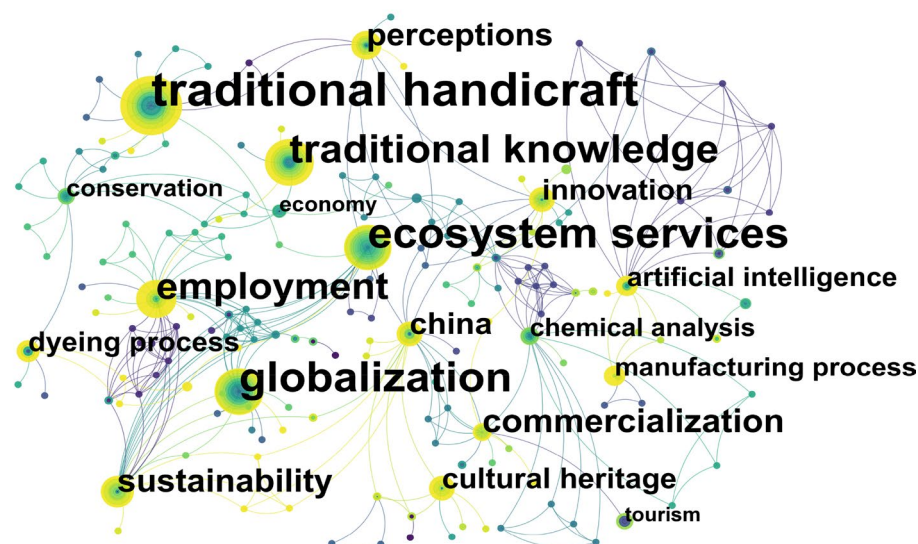 perceptions
traditional handicraft
traditional knowledge
conservation
innovation
economy
ecosystem services
employment
artificial intelligence
china
chemical analysis
dyeing process
manufacturing process
globalization
commercialization
sustainability
cultural heritage
tourism